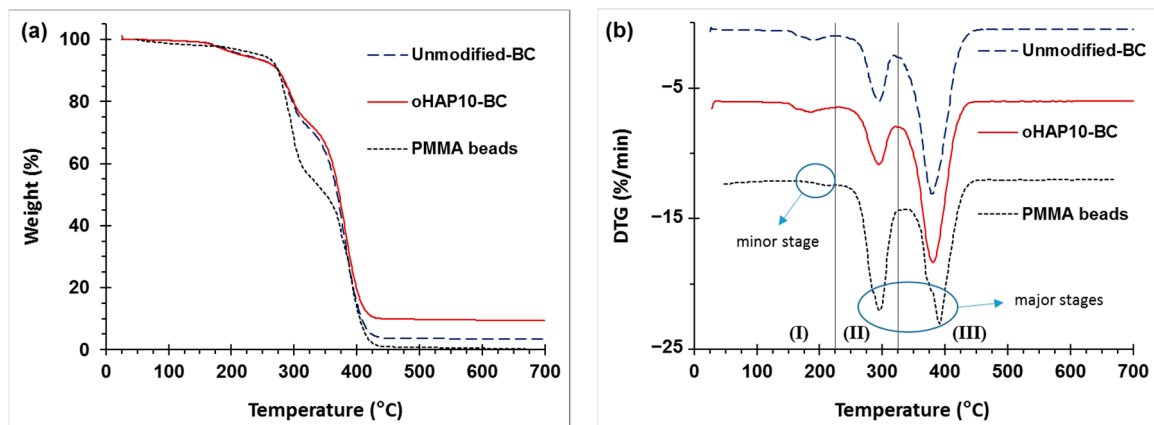 (a)
100
80
60
40
20
0
Weight (%)
0 100 200 300 400 500 600 700
Temperature (°C)
Unmodified-BC
oHAP10-BC
PMMA beads
(b)
−5
−15
−25
DTG (%/min)
0 100 200 300 400 500 600 700
Temperature (°C)
Unmodified-BC
oHAP10-BC
PMMA beads
minor stage
major stages
(I) (II) (III)